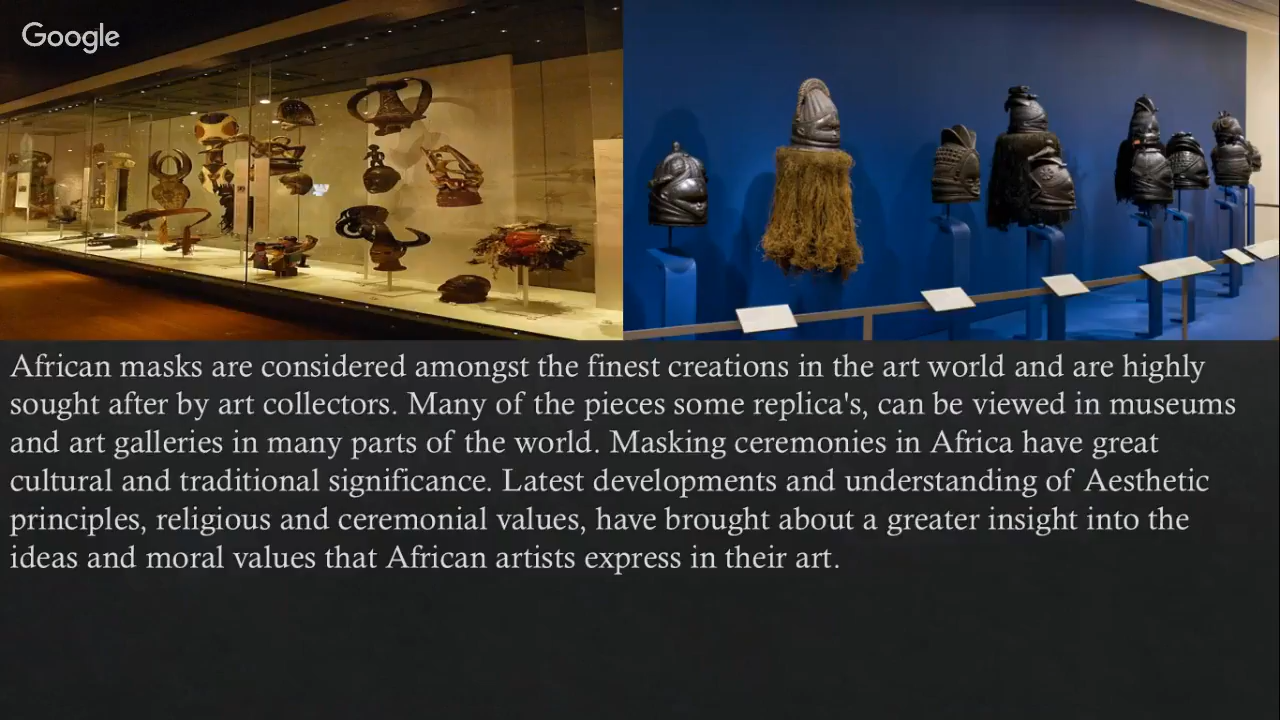 Google
African masks are considered amongst the finest creations in the art world and are highly
sought after by art collectors. Many of the pieces some replica's, can be viewed in museums
and art galleries in many parts of the world. Masking ceremonies in Africa have great
cultural and traditional significance. Latest developments and understanding of Aesthetic
principles, religious and ceremonial values, have brought about a greater insight into the
ideas and moral values that African artists express in their art.